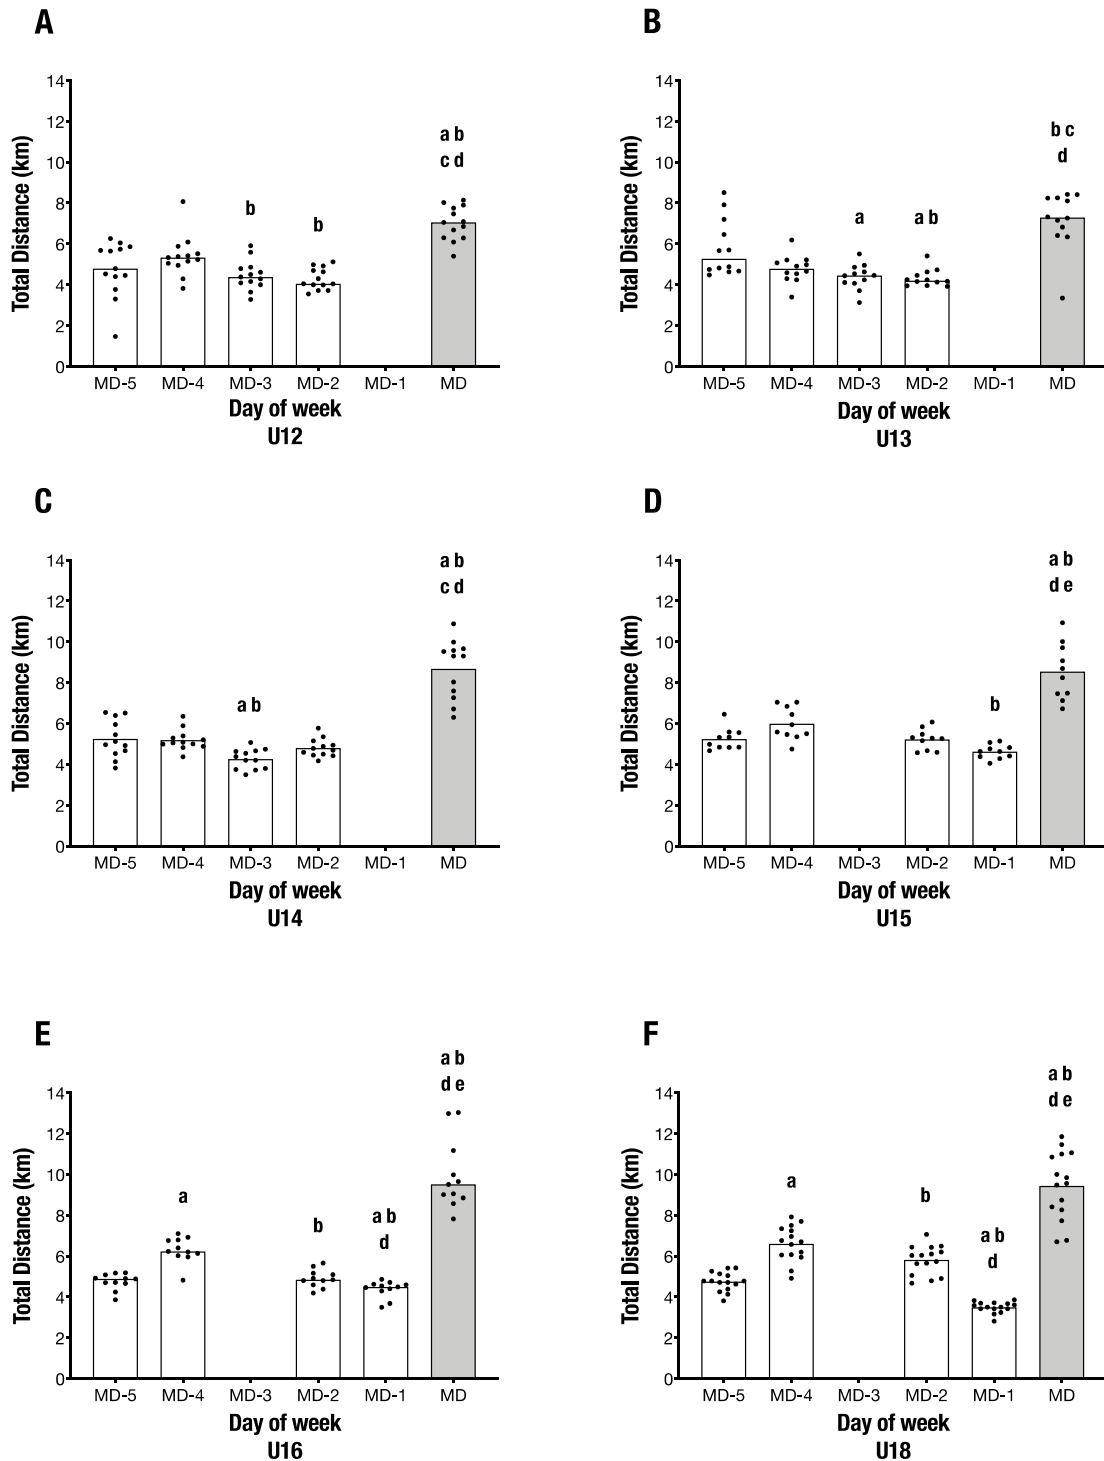 A
14
12
10
8
6
4
2
0
Total Distance (km)
b
b
a b
c d
MD-5 MD-4 MD-3 MD-2 MD-1 MD
Day of week
U12
B
14
12
10
8
6
4
2
0
Total Distance (km)
a
a b
b c
d
MD-5 MD-4 MD-3 MD-2 MD-1 MD
Day of week
U13
C
14
12
10
8
6
4
2
0
Total Distance (km)
a b
a b
c d
MD-5 MD-4 MD-3 MD-2 MD-1 MD
Day of week
U14
D
14
12
10
8
6
4
2
0
Total Distance (km)
b
a b
d e
MD-5 MD-4 MD-3 MD-2 MD-1 MD
Day of week
U15
E
14
12
10
8
6
4
2
0
Total Distance (km)
a
b
a b
d
a b
d e
MD-5 MD-4 MD-3 MD-2 MD-1 MD
Day of week
U16
F
14
12
10
8
6
4
2
0
Total Distance (km)
a
b
a b
d
a b
d e
MD-5 MD-4 MD-3 MD-2 MD-1 MD
Day of week
U18